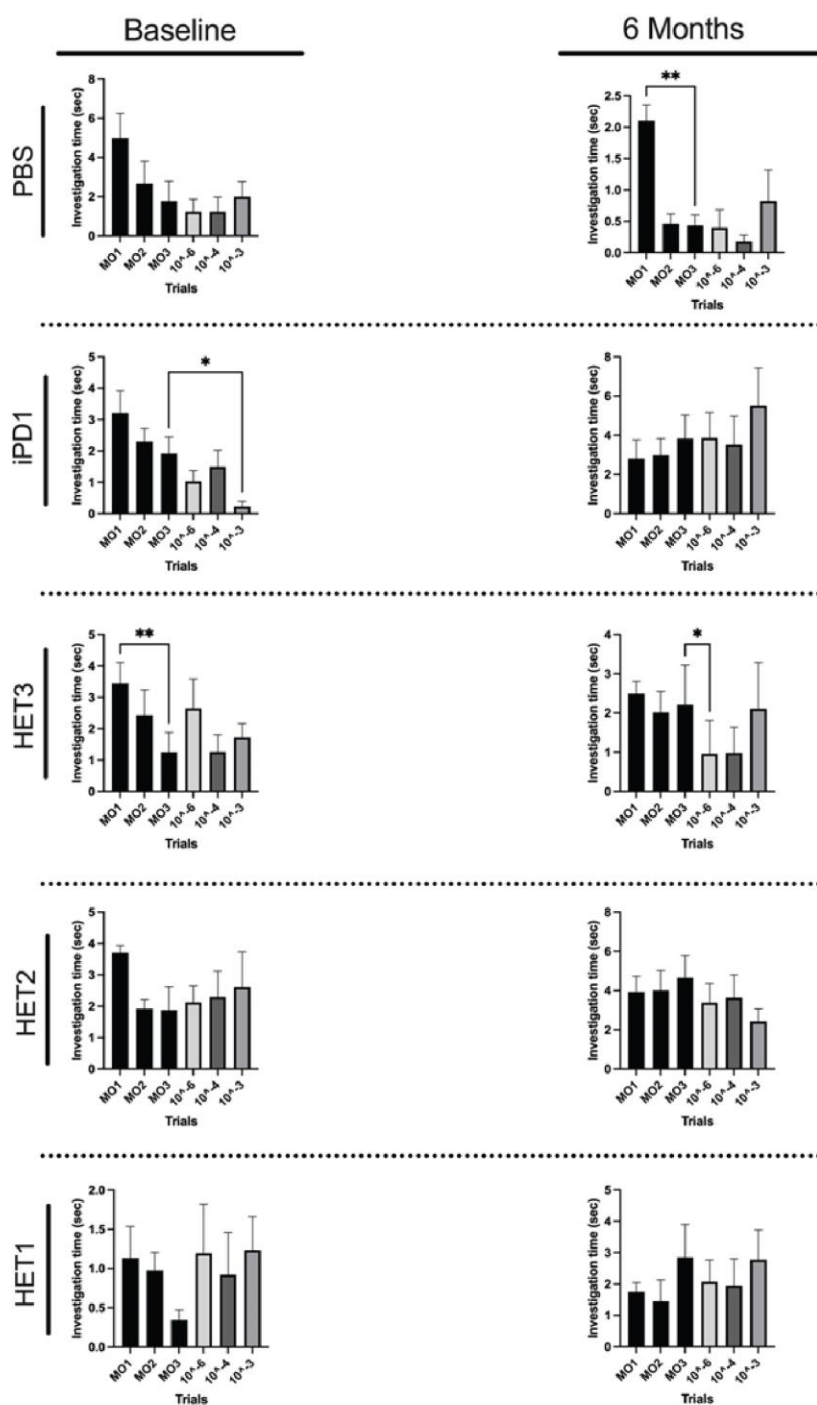 Baseline
6 Months
PBS
Investigation time (sec)
8
6
4
2
0
MO1 MO2 MO3 10^-6 10^-4 10^-3
Trials
**
Investigation time (sec)
2.5
2.0
1.5
1.0
0.5
0.0
MO1 MO2 MO3 10^-6 10^-4 10^-3
Trials
iPD1
*
Investigation time (sec)
5
4
3
2
1
0
MO1 MO2 MO3 10^-6 10^-4 10^-3
Trials
Investigation time (sec)
8
6
4
2
0
MO1 MO2 MO3 10^-6 10^-4 10^-3
Trials
HET3
**
Investigation time (sec)
5
4
3
2
1
0
MO1 MO2 MO3 10^-6 10^-4 10^-3
Trials
*
Investigation time (sec)
4
3
2
1
0
MO1 MO2 MO3 10^-6 10^-4 10^-3
Trials
HET2
Investigation time (sec)
5
4
3
2
1
0
MO1 MO2 MO3 10^-6 10^-4 10^-3
Trials
Investigation time (sec)
8
6
4
2
0
MO1 MO2 MO3 10^-6 10^-4 10^-3
Trials
HET1
Investigation time (sec)
2.0
1.5
1.0
0.5
0.0
MO1 MO2 MO3 10^-6 10^-4 10^-3
Trials
Investigation time (sec)
5
4
3
2
1
0
MO1 MO2 MO3 10^-6 10^-4 10^-3
Trials